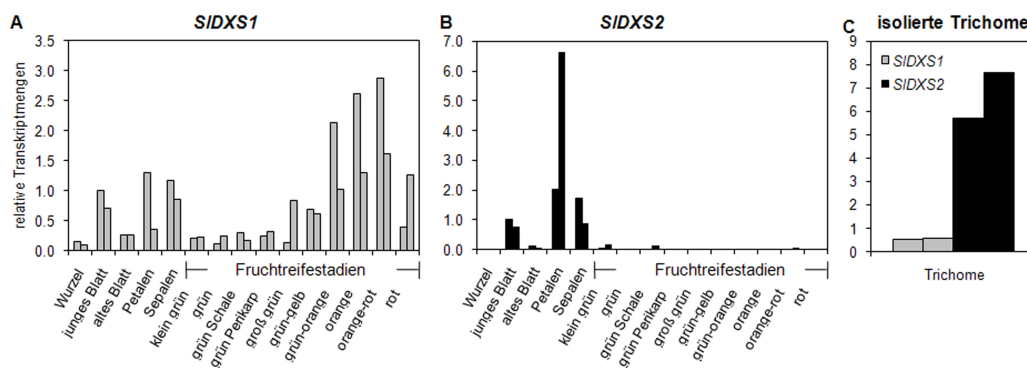 A SlDXS1
relative Transkriptmengen
3.5
3.0
2.5
2.0
1.5
1.0
0.5
0.0
Fruchtreifestadien
Wurzel
junges Blatt
altes Blatt
Petalen
Sepalen
klein grün
grün
grün Schale
grün Perikarp
groß grün
grün-gelb
grün-orange
orange
orange-rot
rot
B SlDXS2
7.0
6.0
5.0
4.0
3.0
2.0
1.0
0.0
Fruchtreifestadien
Wurzel
junges Blatt
altes Blatt
Petalen
Sepalen
klein grün
grün
grün Schale
grün Perikarp
groß grün
grün-gelb
grün-orange
orange
orange-rot
rot
C isolierte Trichome
9
8
7
6
5
4
3
2
1
0
SlDXS1
SlDXS2
Trichome